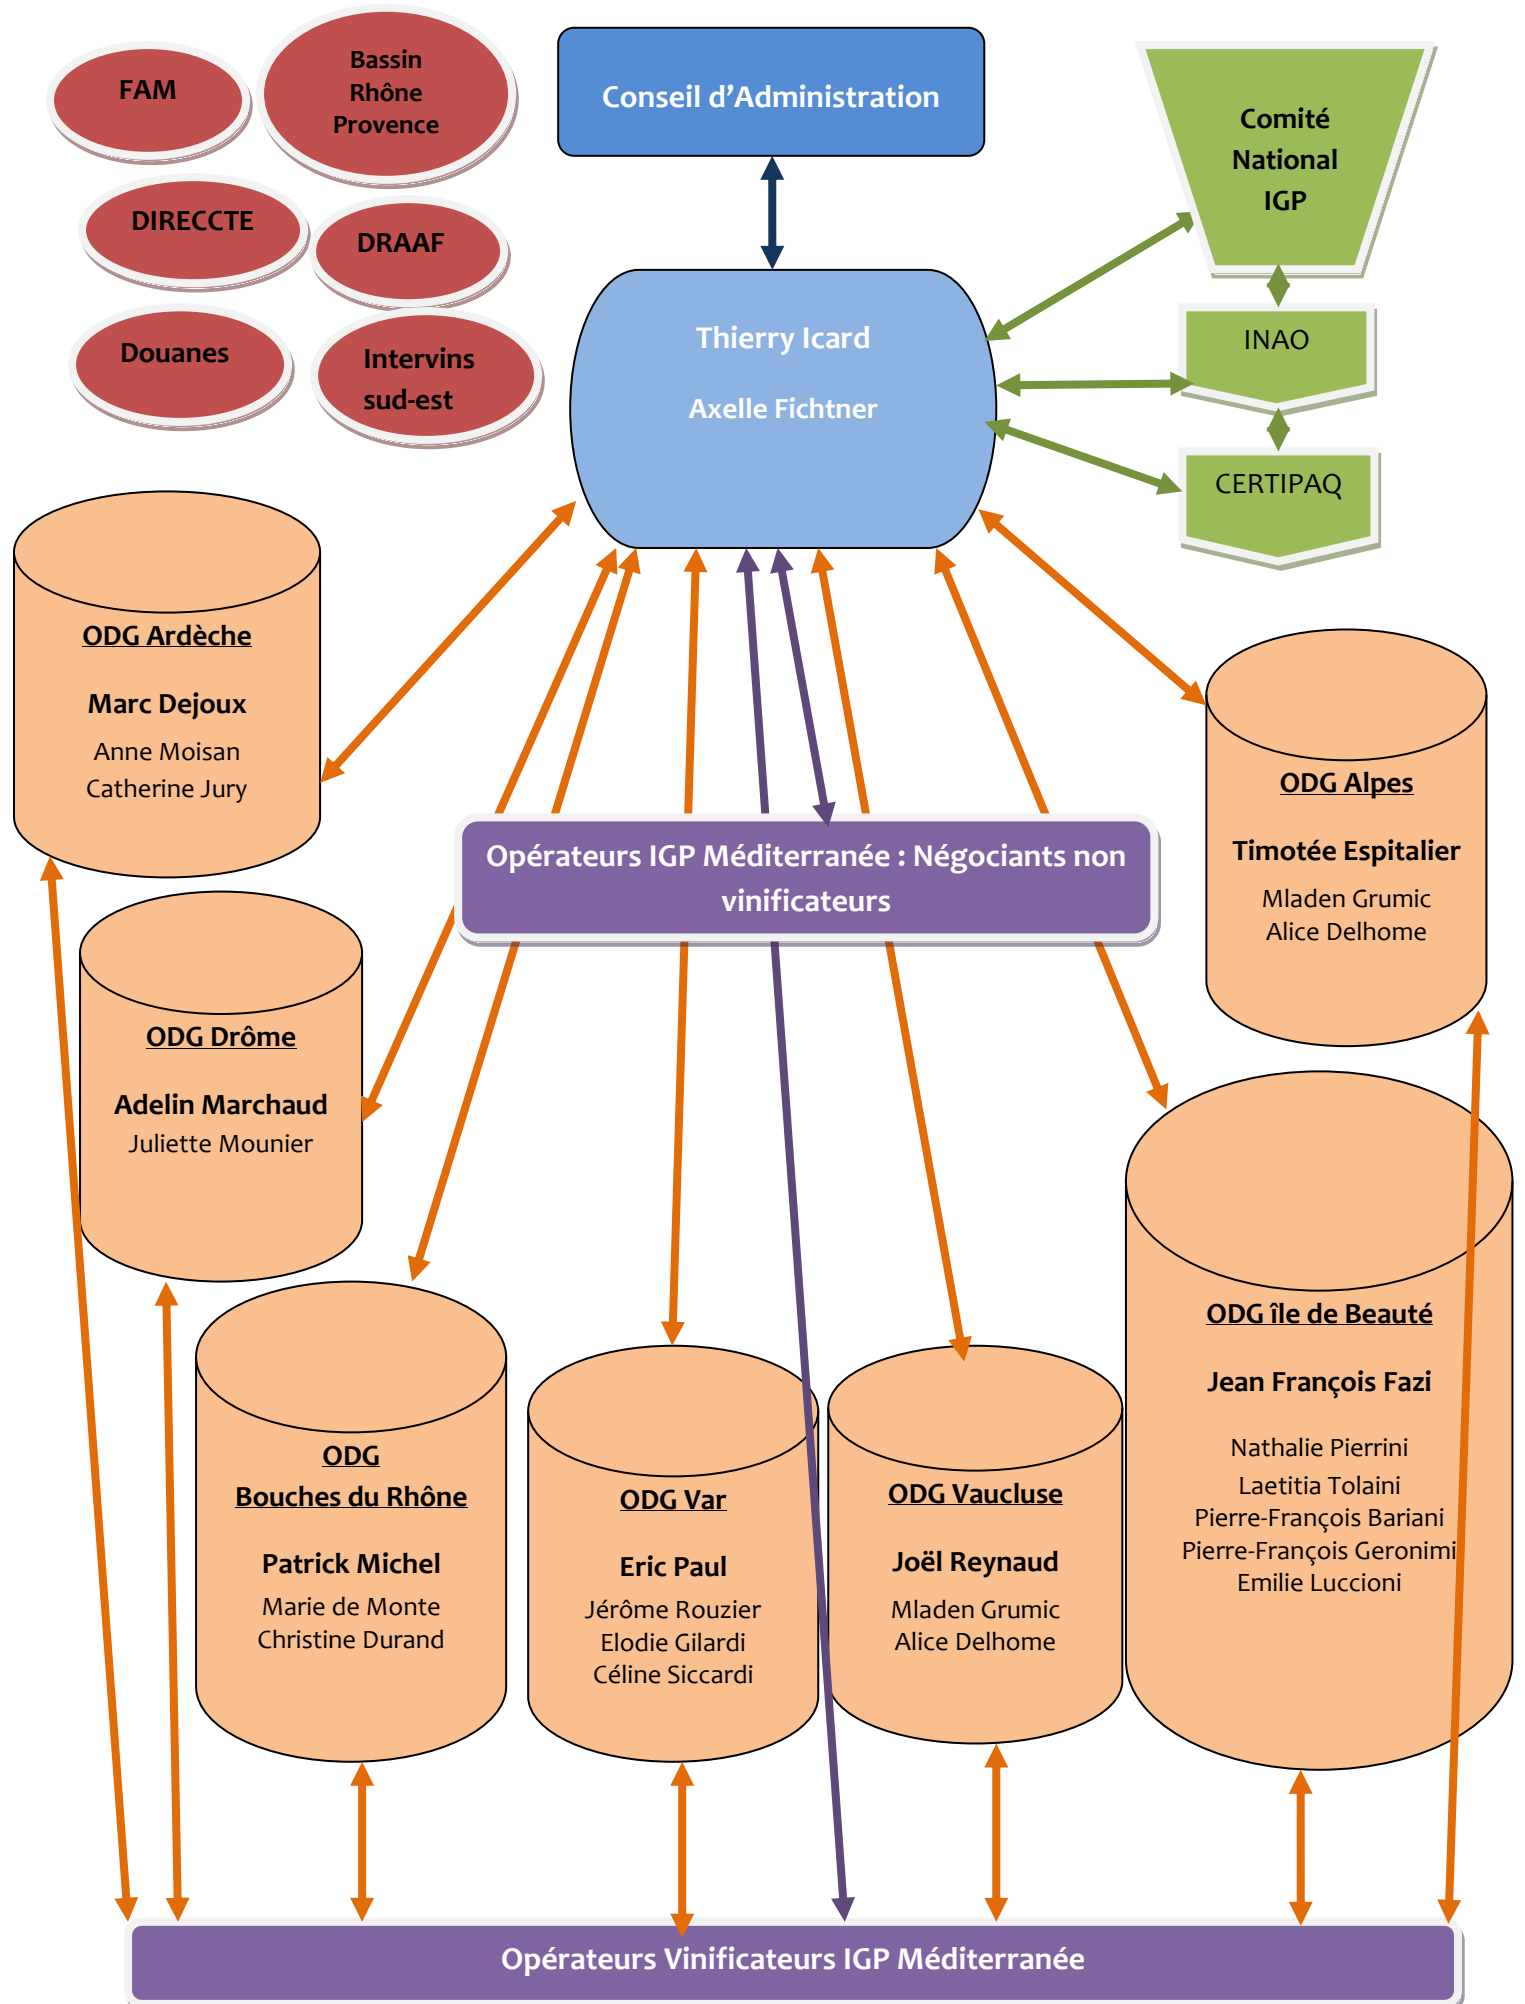 FAM
Bassin
Rhône
Provence
DIRECCTE
DRAAF
Douanes
Intervins
sud-est
Conseil d’Administration
Thierry Icard
Axelle Fichtner
Comité
National
IGP
INAO
CERTIPAQ
ODG Ardèche
Marc Dejoux
Anne Moisan
Catherine Jury
ODG Alpes
Timotée Espitalier
Mladen Grumic
Alice Delhome
Opérateurs IGP Méditerranée : Négociants non
vinificateurs
ODG Drôme
Adelin Marchaud
Juliette Mounier
ODG
Bouches du Rhône
Patrick Michel
Marie de Monte
Christine Durand
ODG Var
Eric Paul
Jérôme Rouzier
Elodie Gilardi
Céline Siccardi
ODG Vaucluse
Joël Reynaud
Mladen Grumic
Alice Delhome
ODG île de Beauté
Jean François Fazi
Nathalie Pierrini
Laetitia Tolaini
Pierre-François Bariani
Pierre-François Geronimi
Emilie Luccioni
Opérateurs Vinificateurs IGP Méditerranée